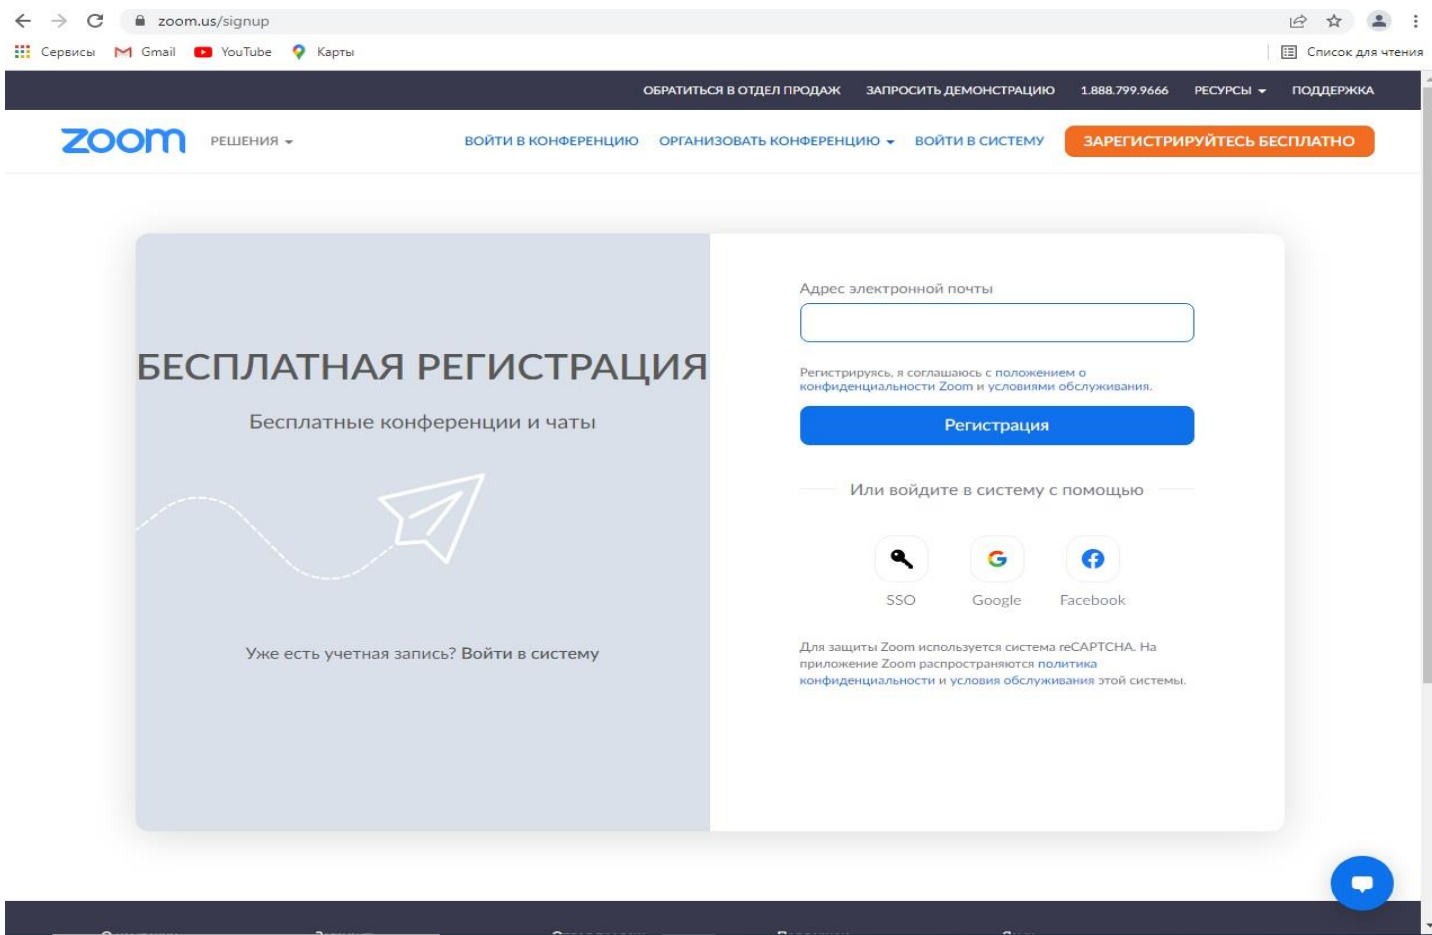 zoom.us/signup
Сервисы Gmail YouTube Карты Список для чтения
ОБРАТИТЬСЯ В ОТДЕЛ ПРОДАЖ ЗАПРОСИТЬ ДЕМОНСТРАЦИЮ 1.888.799.9666 РЕСУРСЫ ПОДДЕРЖКА
zoom РЕШЕНИЯ ВОЙТИ В КОНФЕРЕНЦИЮ ОРГАНИЗОВАТЬ КОНФЕРЕНЦИЮ ВОЙТИ В СИСТЕМУ ЗАРЕГИСТРИРУЙТЕСЬ БЕСПЛАТНО
БЕСПЛАТНАЯ РЕГИСТРАЦИЯ
Бесплатные конференции и чаты
Уже есть учетная запись? Войти в систему
Адрес электронной почты
Регистрируясь, я соглашаюсь с положением о
конфиденциальности Zoom и условиями обслуживания.
Регистрация
Или войдите в систему с помощью
SSO Google Facebook
Для защиты Zoom используется система reCAPTCHA. На
приложение Zoom распространяются политика
конфиденциальности и условия обслуживания этой системы.